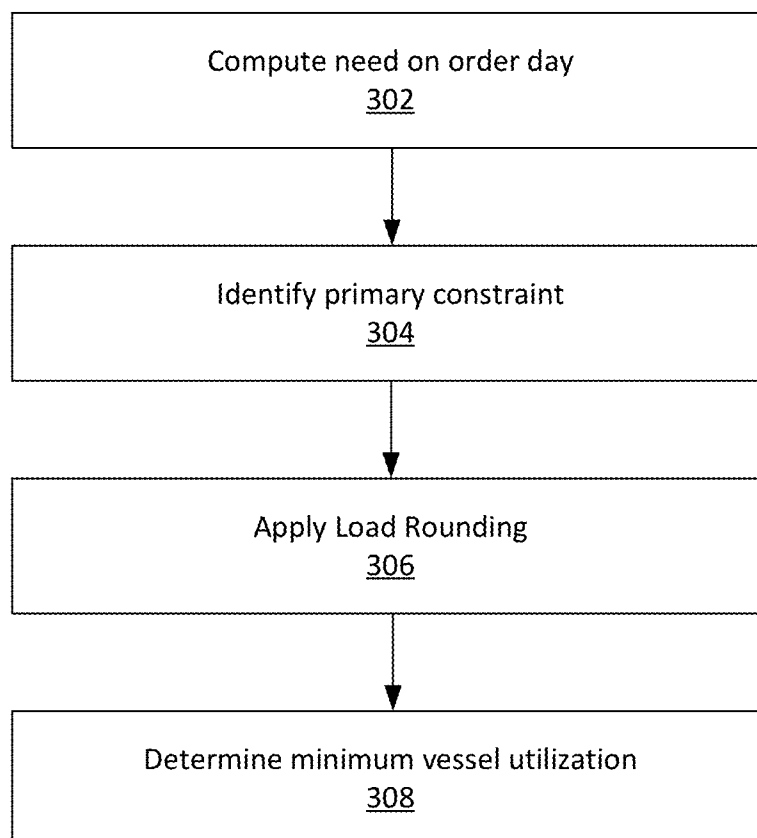 Compute need on order day
302
Identify primary constraint
304
Apply Load Rounding
306
Determine minimum vessel utilization
308